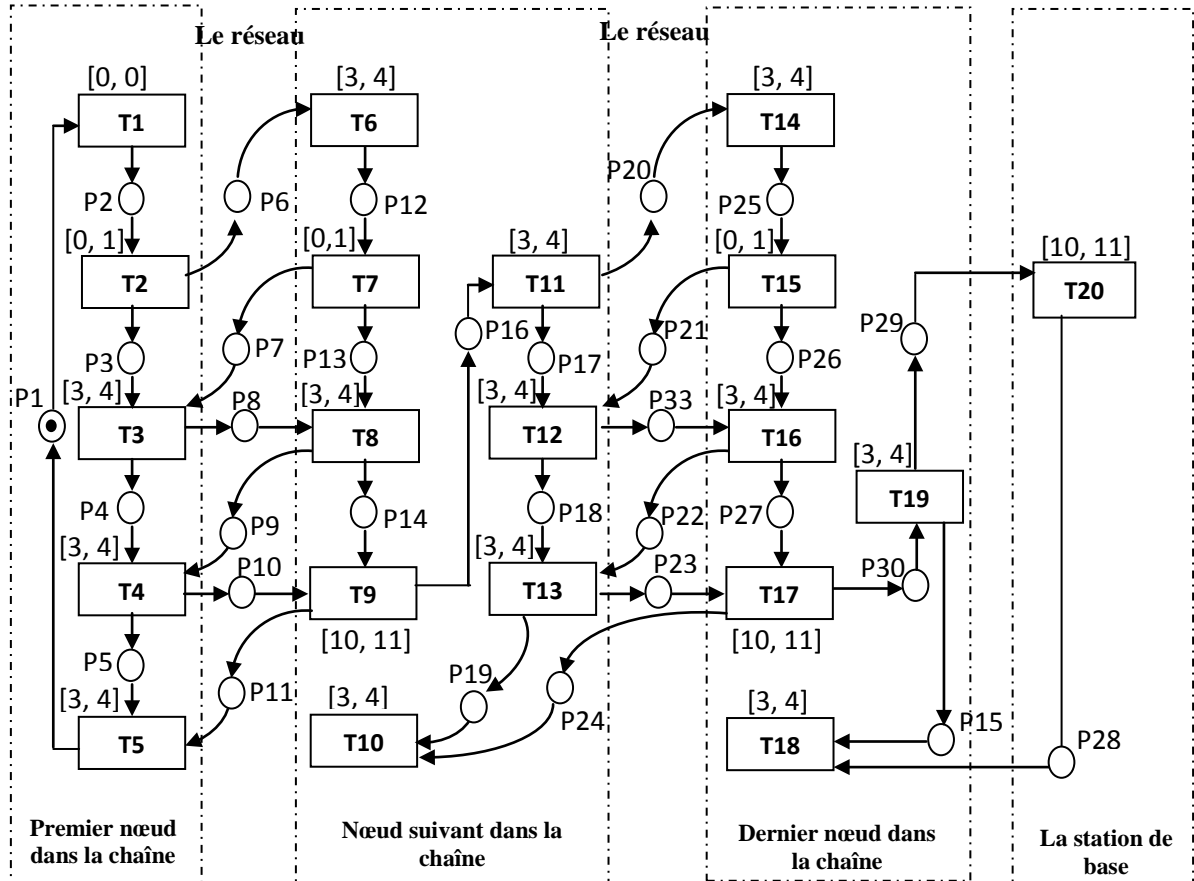 Le réseau
Le réseau
[0, 0]
[3, 4]
[3, 4]
T1
T6
T14
P2
P6
P12
P20
P25
[0, 1]
[0,1]
[3, 4]
[0, 1]
[10, 11]
T2
T7
T11
T15
T20
P3
P7
P13
P16
P17
P21
P26
P29
P1
[3, 4]
P8
[3, 4]
[3, 4]
P33
[3, 4]
T3
T8
T12
T16
[3, 4]
T19
P4
P9
P14
P18
P22
P27
[3, 4]
P10
[3, 4]
P23
P30
T4
T9
T13
T17
[10, 11]
[10, 11]
P5
P11
P19
P24
[3, 4]
[3, 4]
[3, 4]
P15
P28
T5
T10
T18
Premier nœud
dans la chaîne
Nœud suivant dans la
chaîne
Dernier nœud dans
la chaîne
La station de
base